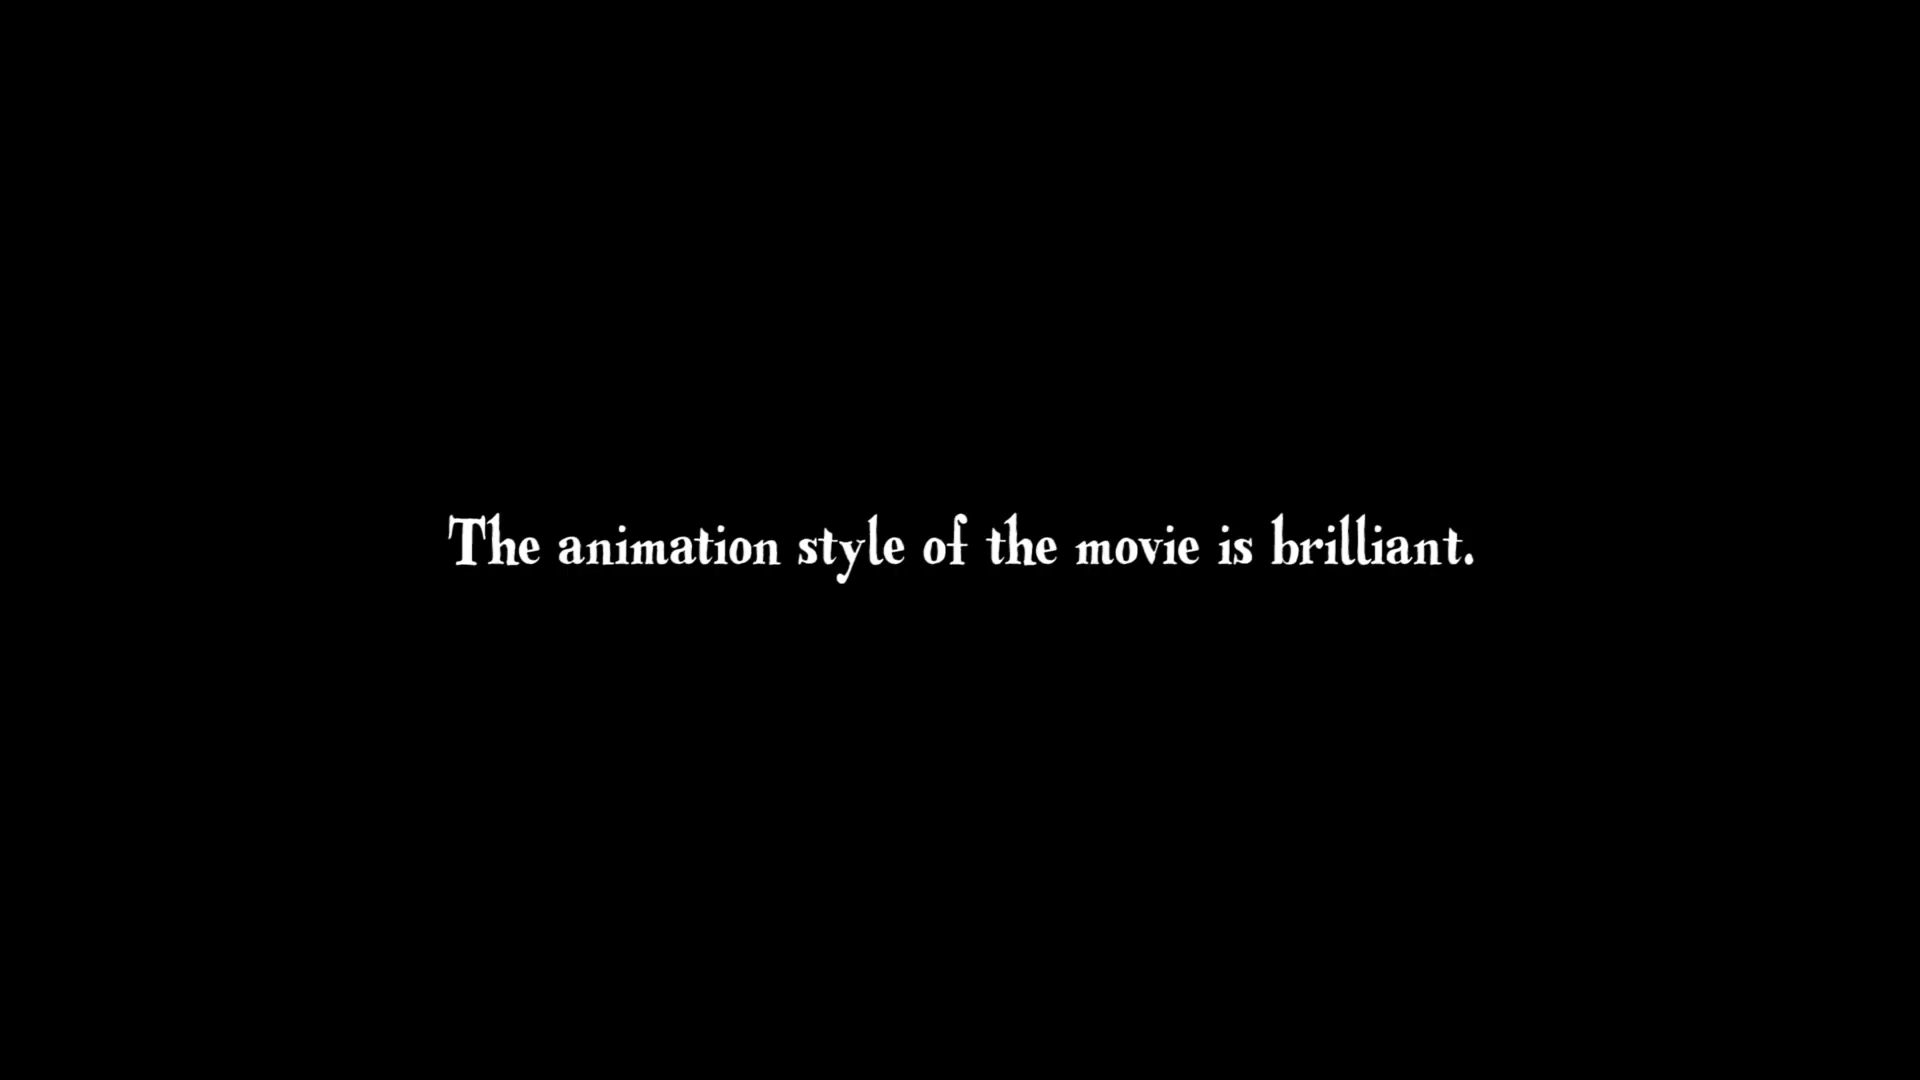 The animation style of the movie is brilliant.